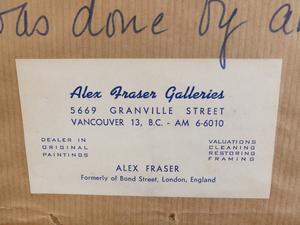 was done by
Alex Fraser Galleries
5669 GRANVILLE STREET
VANCOUVER 13, B.C. - AM 6-6010
DEALER IN
ORIGINAL
PAINTINGS
VALUATIONS
CLEANING
RESTORING
FRAMING
ALEX FRASER
Formerly of Bond Street, London, England